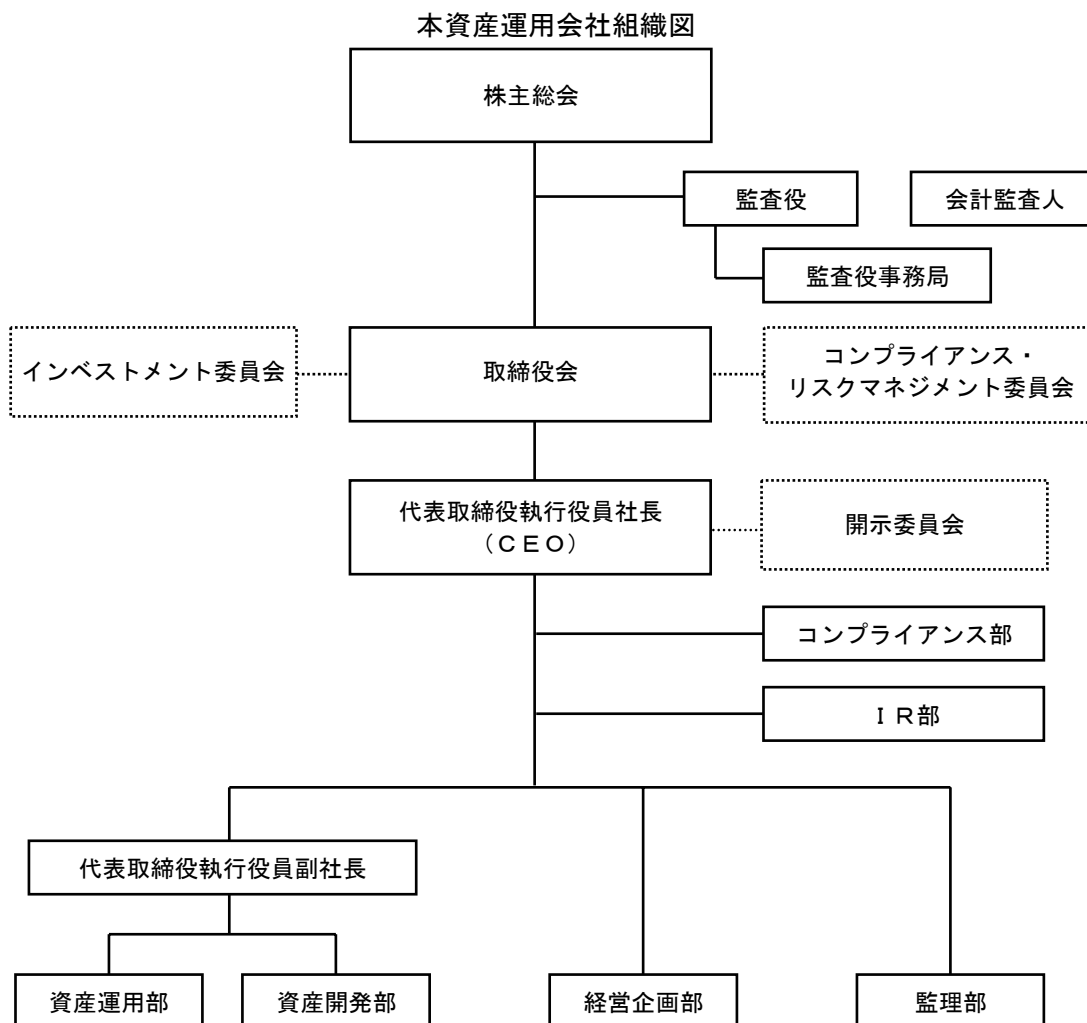 本資産運用会社組織図
株主総会
監査役
会計監査人
監査役事務局
インベストメント委員会
取締役会
コンプライアンス・
リスクマネジメント委員会
代表取締役執行役員社長
(ＣＥＯ)
開示委員会
コンプライアンス部
ＩＲ部
代表取締役執行役員副社長
資産運用部
資産開発部
経営企画部
監理部